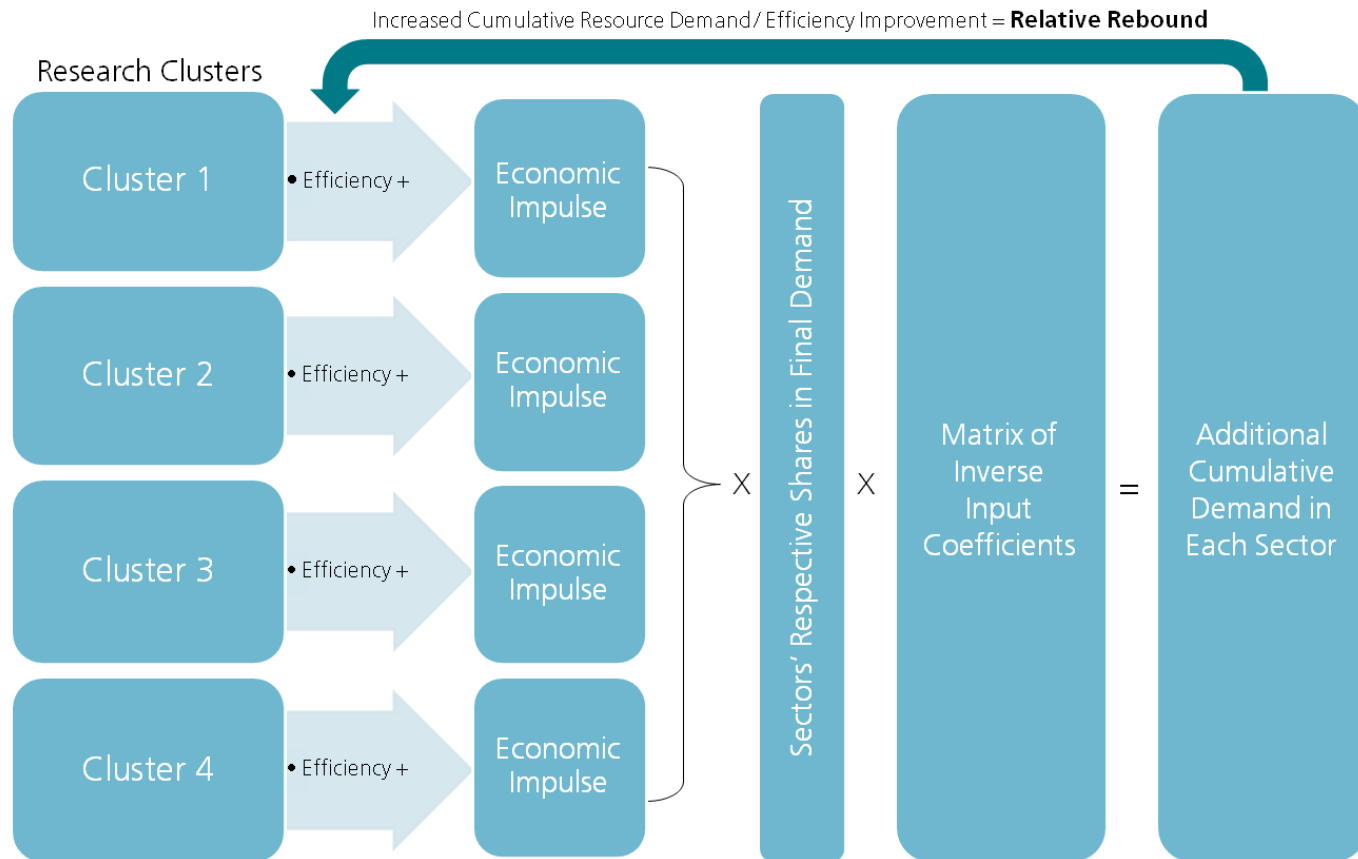 Increased Cumulative Resource Demand / Efficiency Improvement = Relative Rebound
Research Clusters
Cluster 1
• Efficiency +
Economic
Impulse
Cluster 2
• Efficiency +
Economic
Impulse
Cluster 3
• Efficiency +
Economic
Impulse
Cluster 4
• Efficiency +
Economic
Impulse
X
Sectors‘ Respective Shares in Final Demand
X
Matrix of
Inverse
Input
Coefficients
=
Additional
Cumulative
Demand in
Each Sector